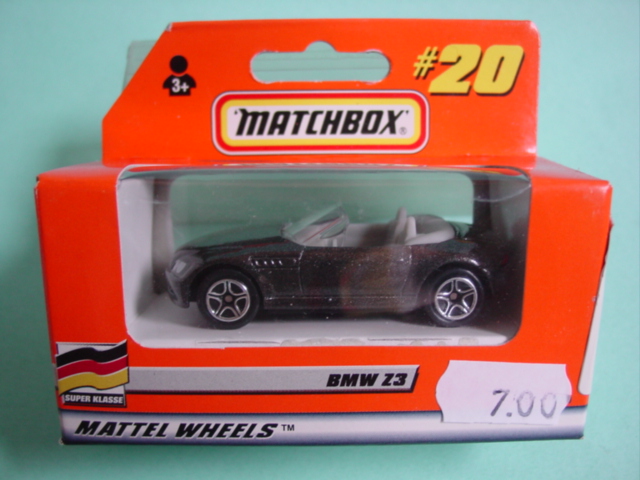 #20
3+
MATCHBOX®
BMW Z3
SUPER KLASSE
7.00
MATTEL WHEELS™